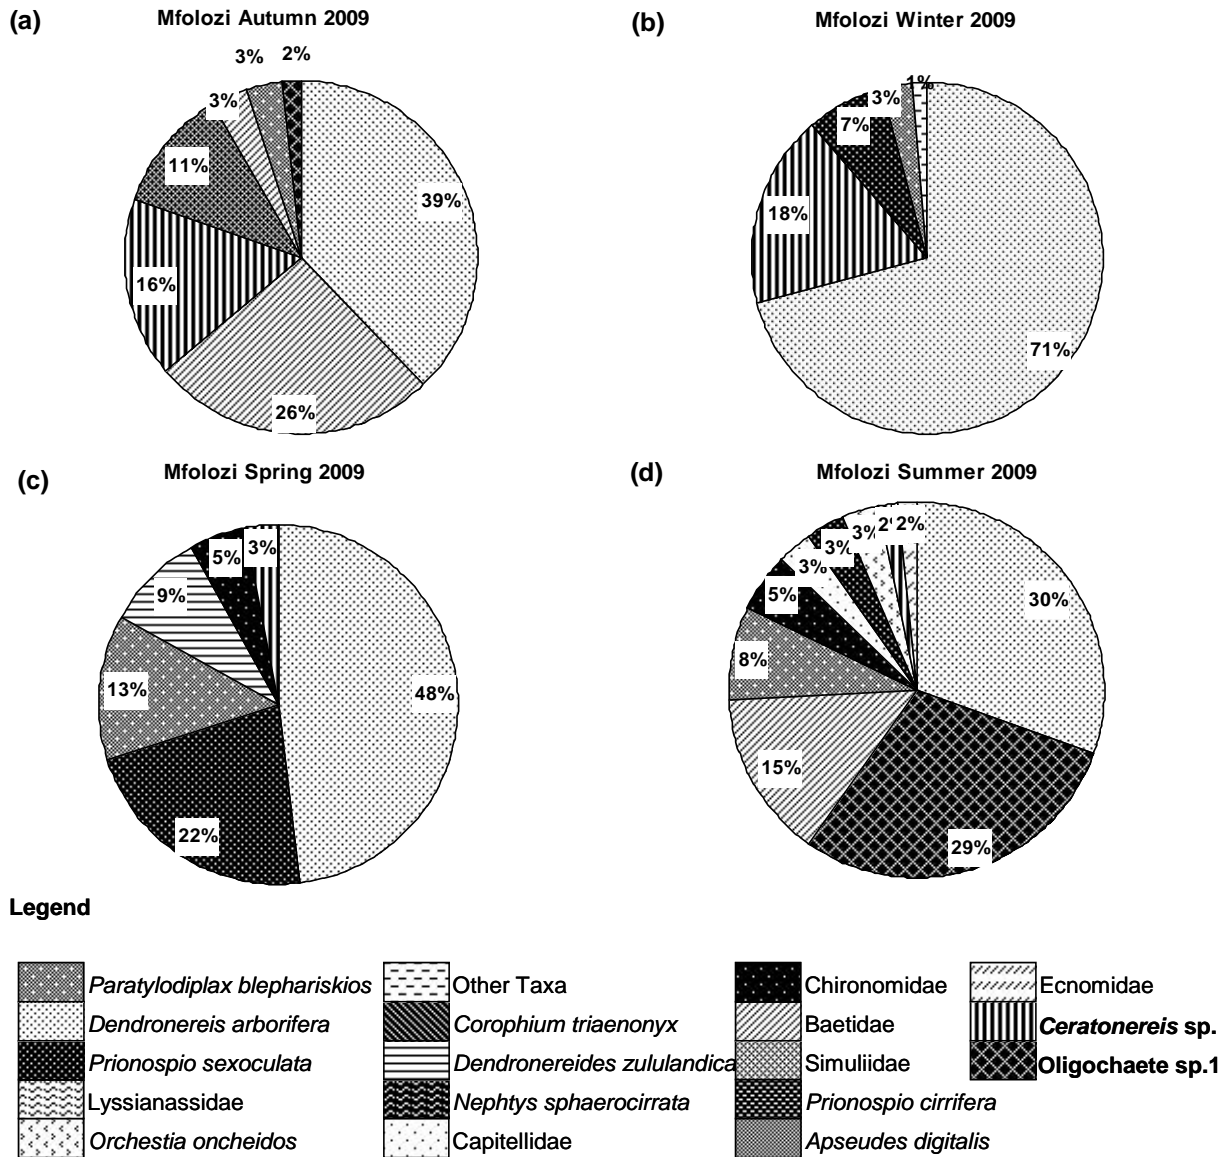 (a)
Mfolozi Autumn 2009
3%
2%
3%
11%
39%
16%
26%
(b)
Mfolozi Winter 2009
1%
3%
7%
18%
71%
(c)
Mfolozi Spring 2009
5%
3%
9%
13%
48%
22%
(d)
Mfolozi Summer 2009
3%
2%
2%
3%
3%
5%
30%
8%
15%
29%
Legend
Paratylodiplax blephariskios
Dendronereis arborifera
Prionospio sexoculata
Lyssianassidae
Orchestia oncheidos
Other Taxa
Corophium triaenonyx
Dendronereides zululandica
Nephtys sphaerocirrata
Capitellidae
Chironomidae
Baetidae
Simuliidae
Prionospio cirrifera
Apseudes digitalis
Ecnomidae
Ceratonereis sp.
Oligochaete sp.1